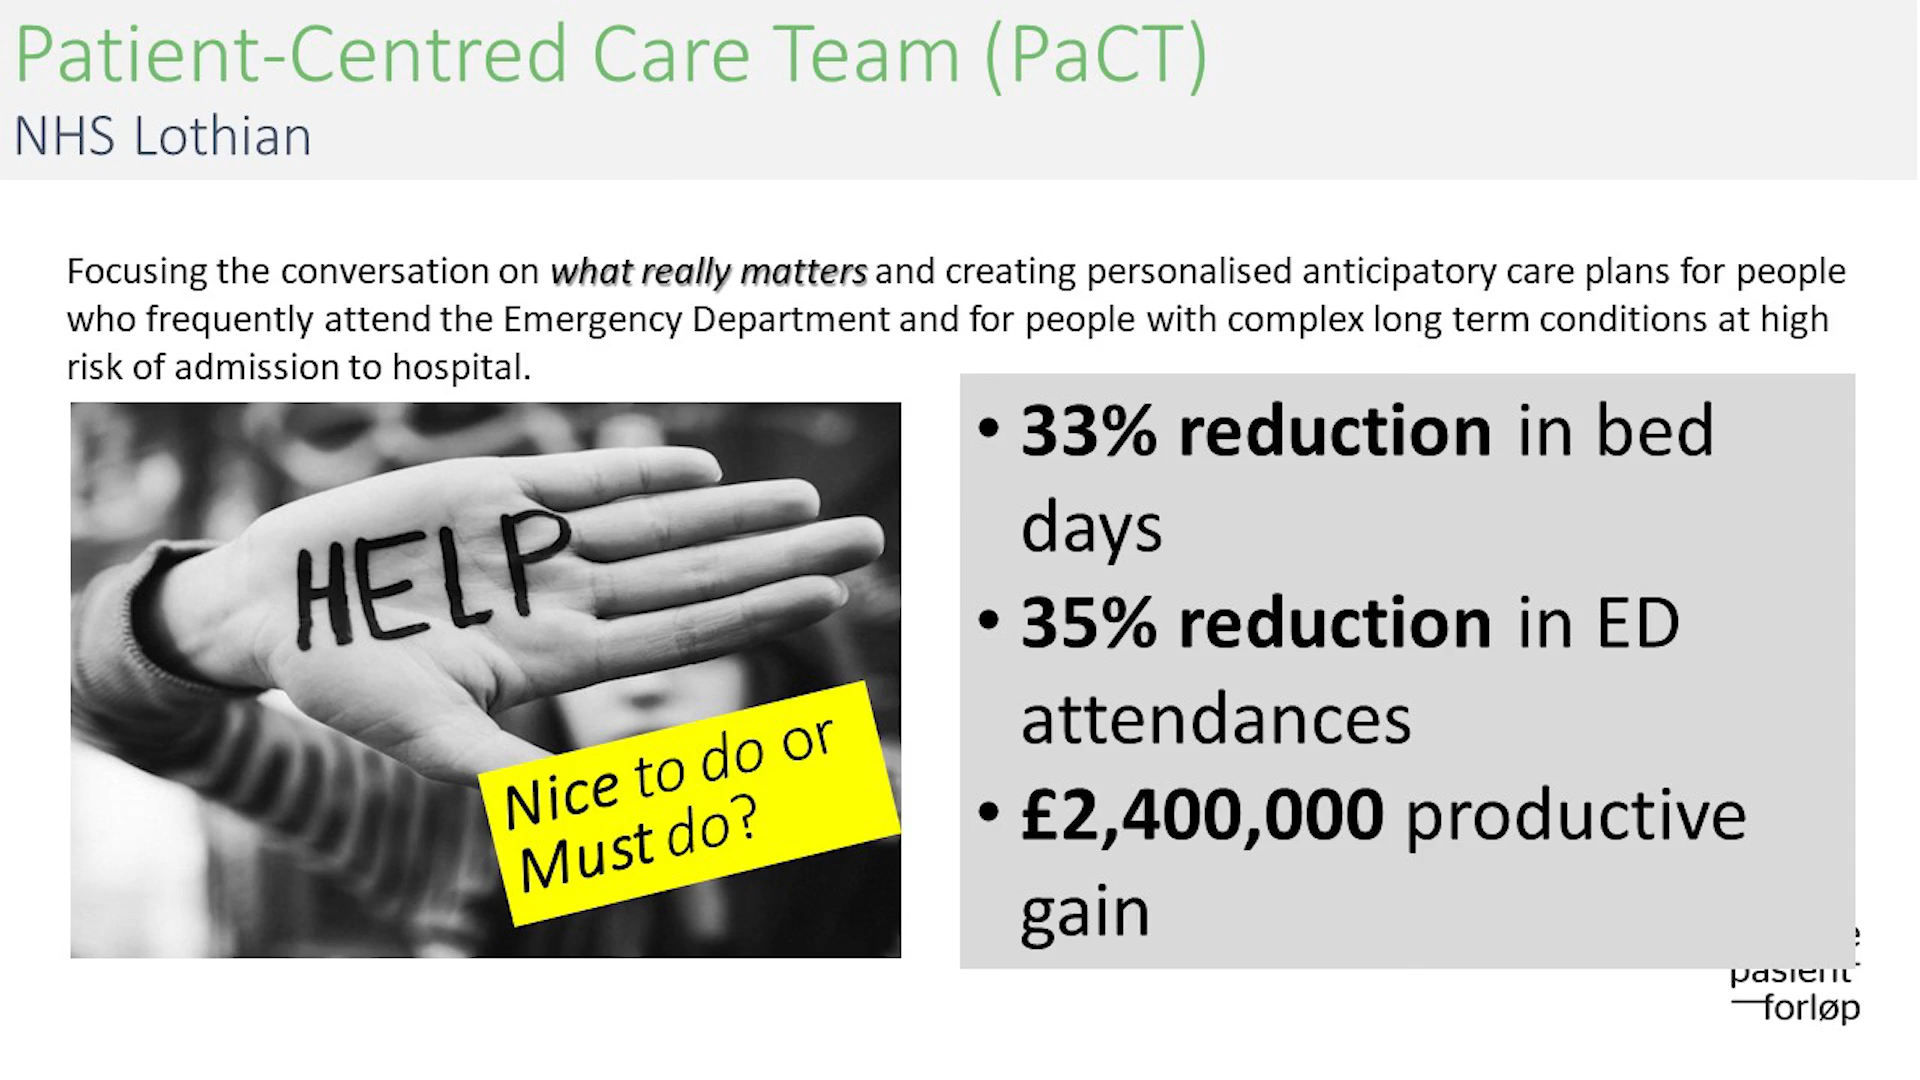 Patient-Centred Care Team (PaCT)
NHS Lothian
Focusing the conversation on what really matters and creating personalised anticipatory care plans for people
who frequently attend the Emergency Department and for people with complex long term conditions at high
risk of admission to hospital.
HELP
Nice to do or
Must do?
• 33% reduction in bed
days
• 35% reduction in ED
attendances
• £2,400,000 productive
gain
pasient
forløp